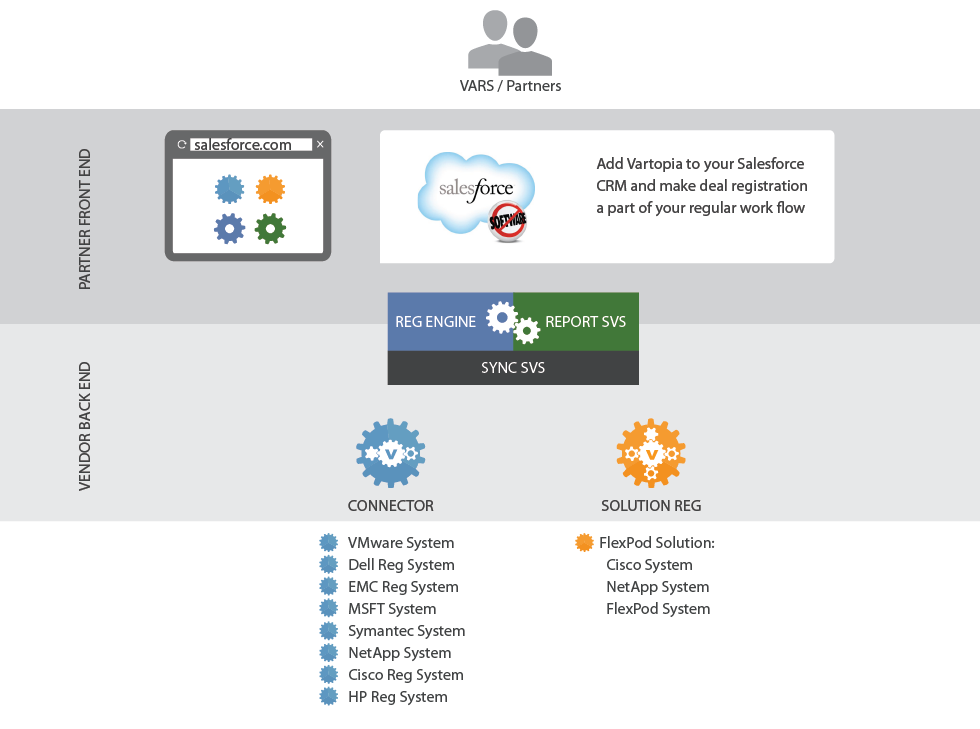 VARS / Partners
PARTNER FRONT END
salesforce.com
salesforce
SOFTWARE
Add Vartopia to your Salesforce
CRM and make deal registration
a part of your regular work flow
REG ENGINE
REPORT SVS
SYNC SVS
VENDOR BACK END
V
V
CONNECTOR
SOLUTION REG
VMware System
Dell Reg System
EMC Reg System
MSFT System
Symantec System
NetApp System
Cisco Reg System
HP Reg System
FlexPod Solution:
Cisco System
NetApp System
FlexPod System